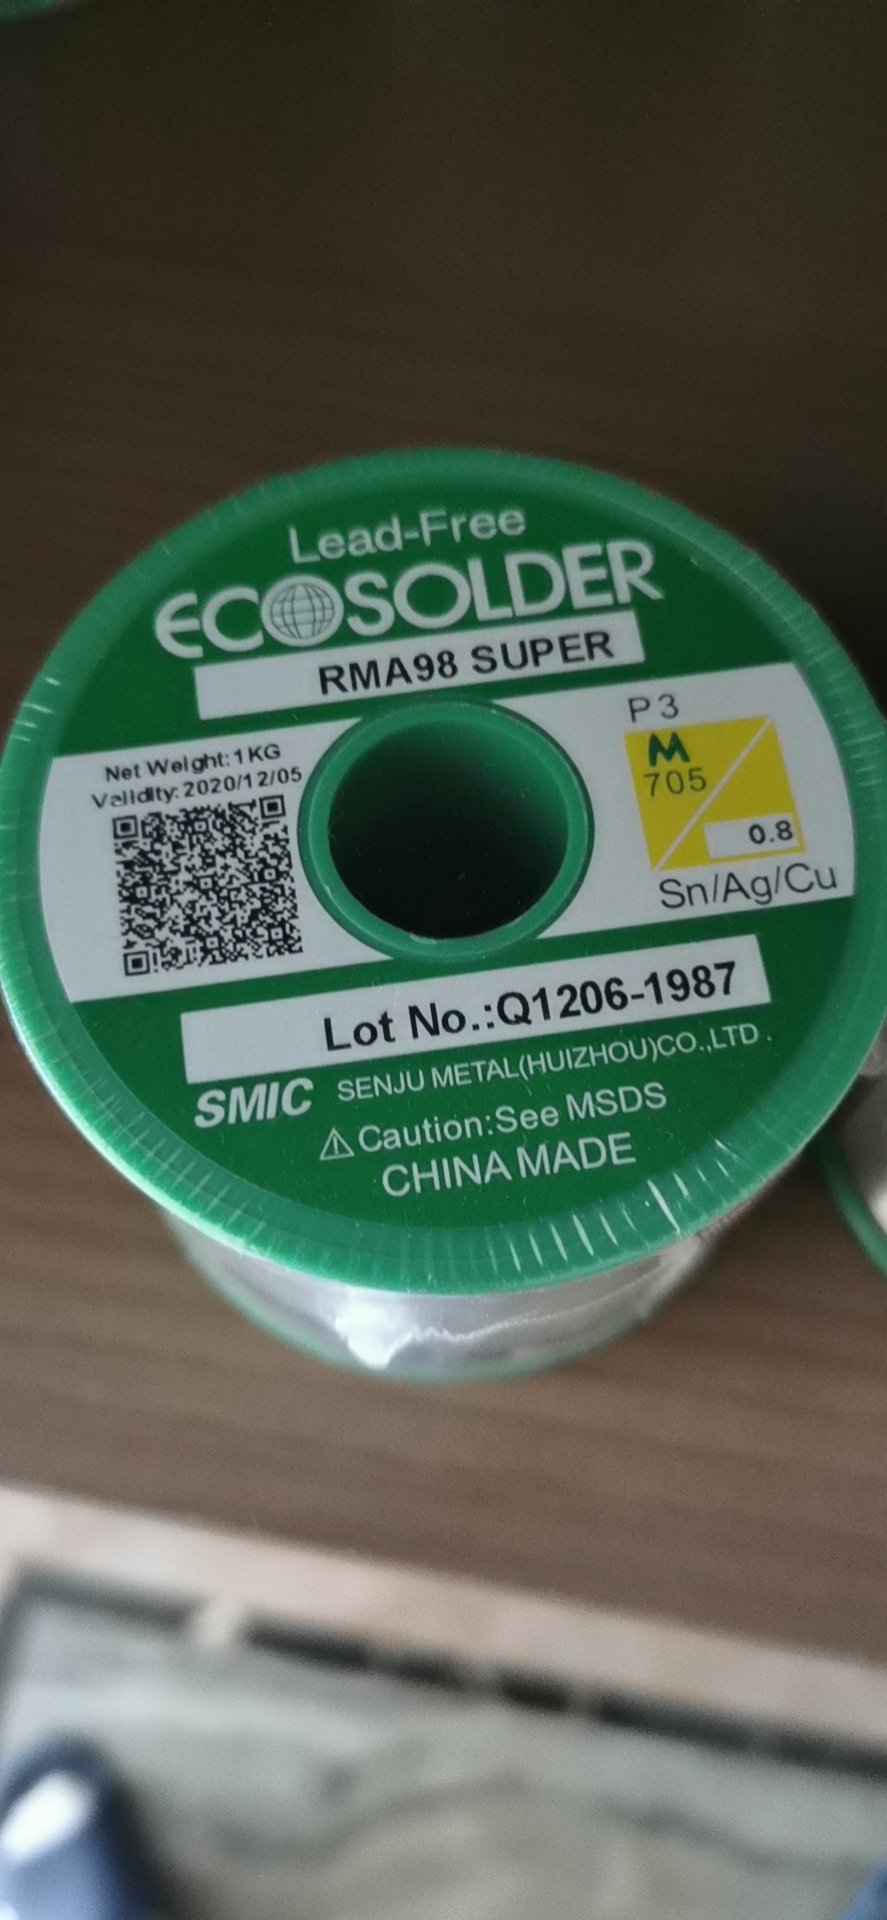 Lead-Free
ECOSOLDER
RMA98 SUPER
Net Weight:1KG
Validity:2020/12/05
P3
M
705
0.8
Sn/Ag/Cu
Lot No.:Q1206-1987
SMIC SENJU METAL(HUIZHOU)CO.,LTD.
Caution:See MSDS
CHINA MADE